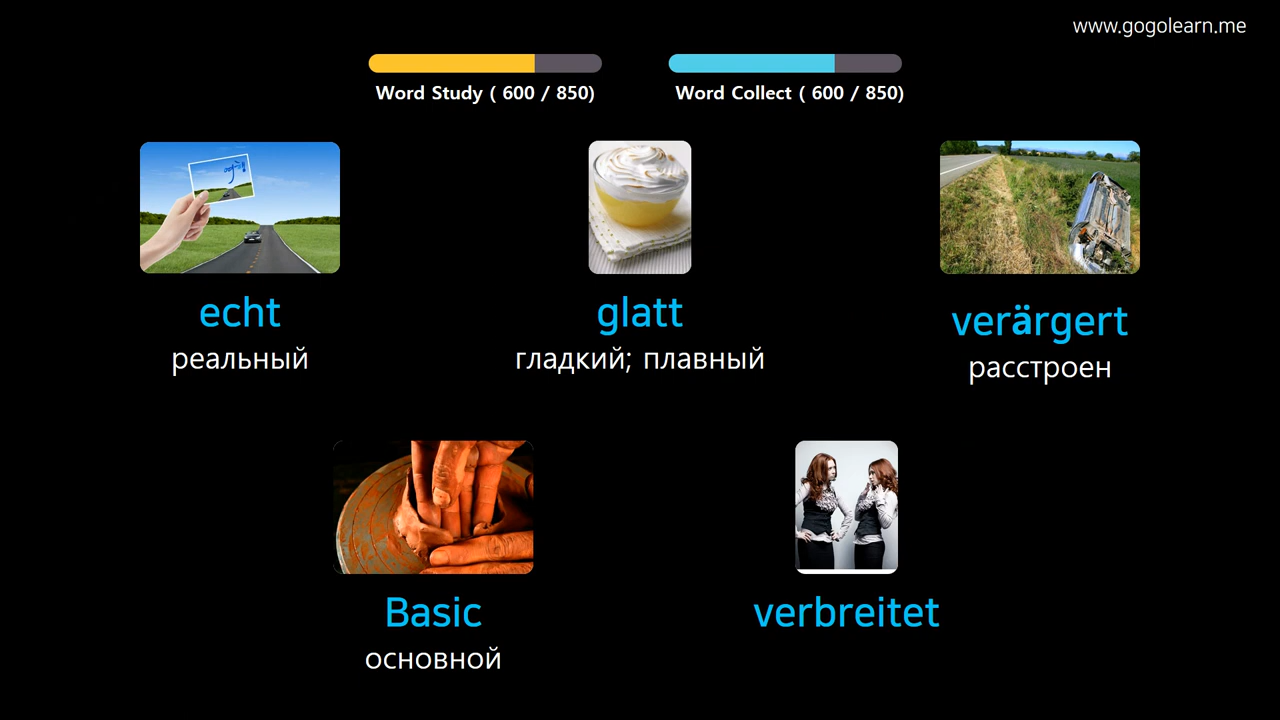 www.gogolearn.me
Word Study ( 600 / 850)
Word Collect ( 600 / 850)
echt
реальный
glatt
гладкий; плавный
verärgert
расстроен
Basic
основной
verbreitet